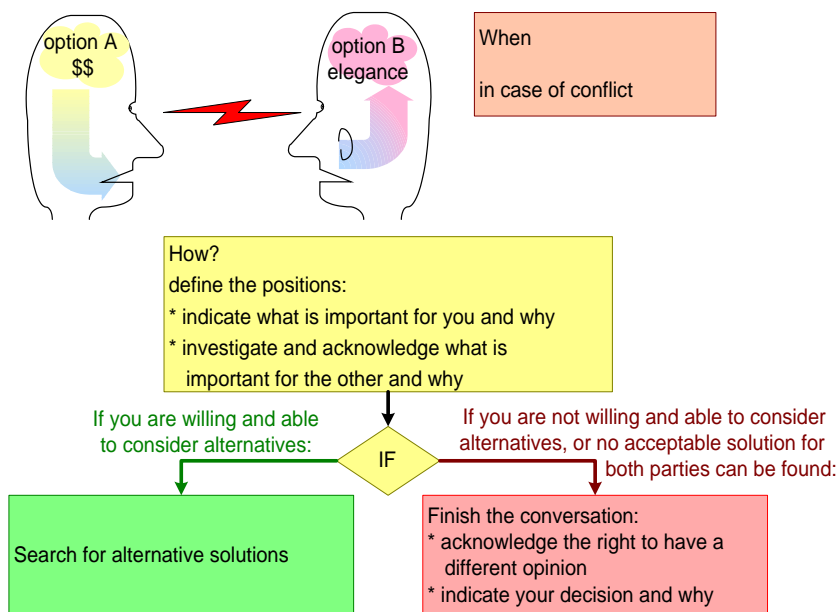 option A
$$
option B
elegance
When
in case of conflict
How?
define the positions:
* indicate what is important for you and why
* investigate and acknowledge what is
important for the other and why
If you are willing and able
to consider alternatives:
IF
If you are not willing and able to consider
alternatives, or no acceptable solution for
both parties can be found:
Search for alternative solutions
Finish the conversation:
* acknowledge the right to have a
different opinion
* indicate your decision and why